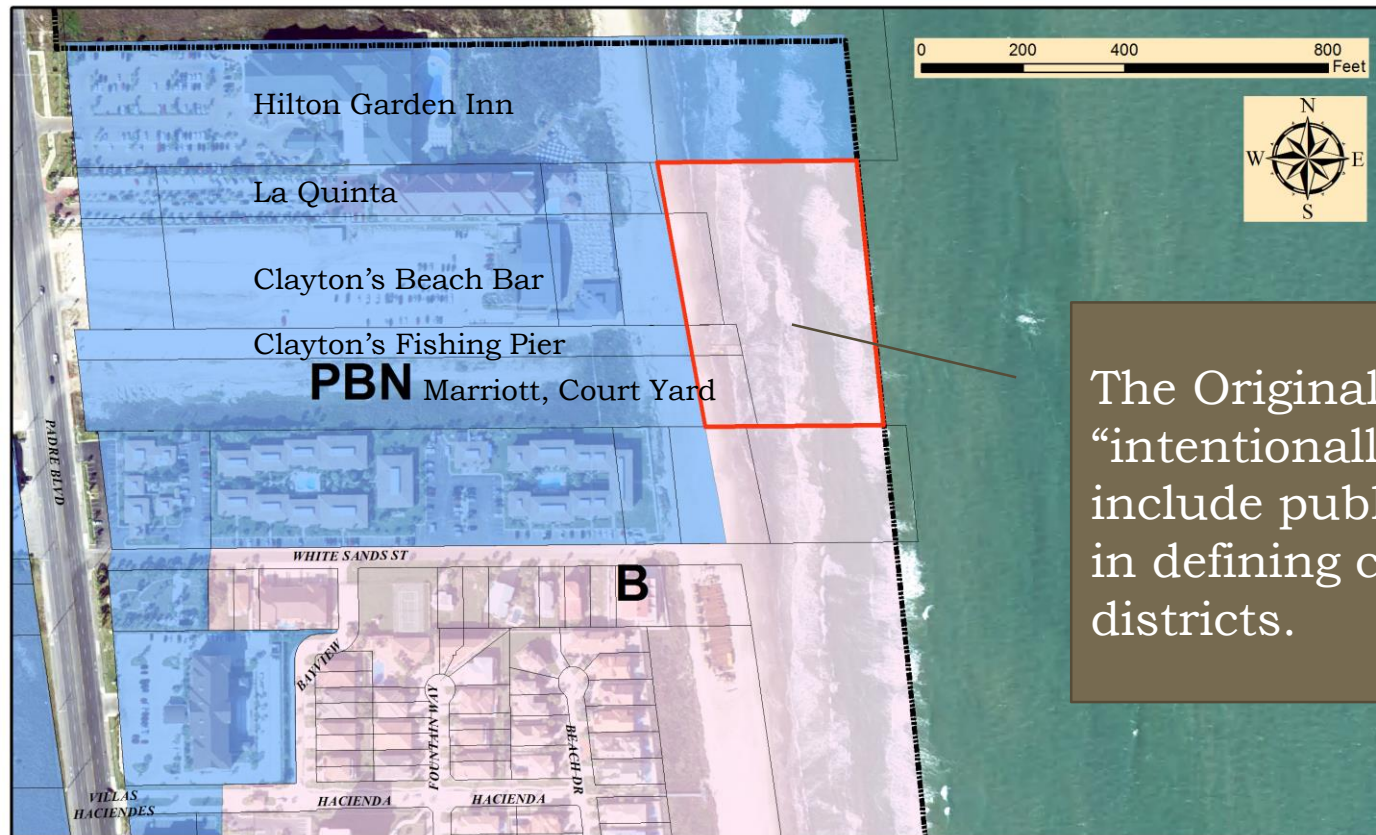 0 200 400 800
Feet
N
W E
S
Hilton Garden Inn
La Quinta
Clayton's Beach Bar
Clayton's Fishing Pier
PBN Marriott, Court Yard
PADRE BLVD
The Original
“intentionall
include publ
in defining c
districts.
WHITE SANDS ST
B
BAYVIEW
FOUNTAIN WAY
BEACH DR
VILLAS
HACIENDES
HACIENDA HACIENDA